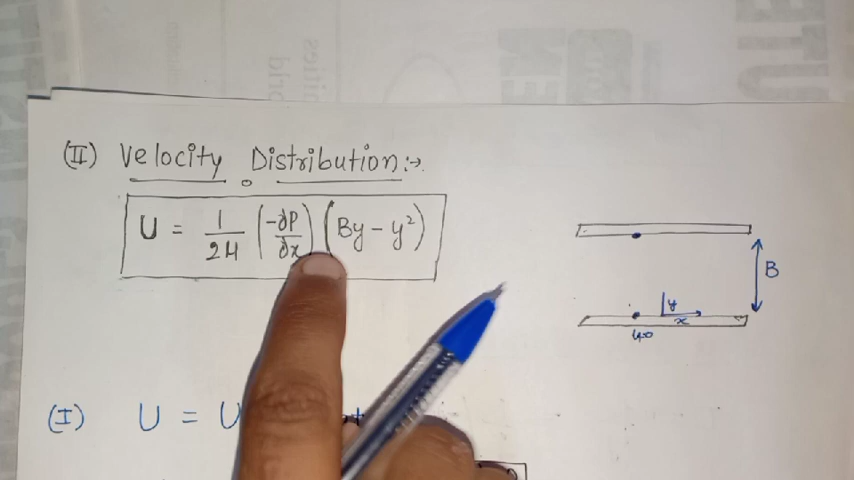 (II) Velocity Distribution:→
U = 1/2μ (-∂P/∂x) (By - y²)
B
y
x
y=0
(I) U = U